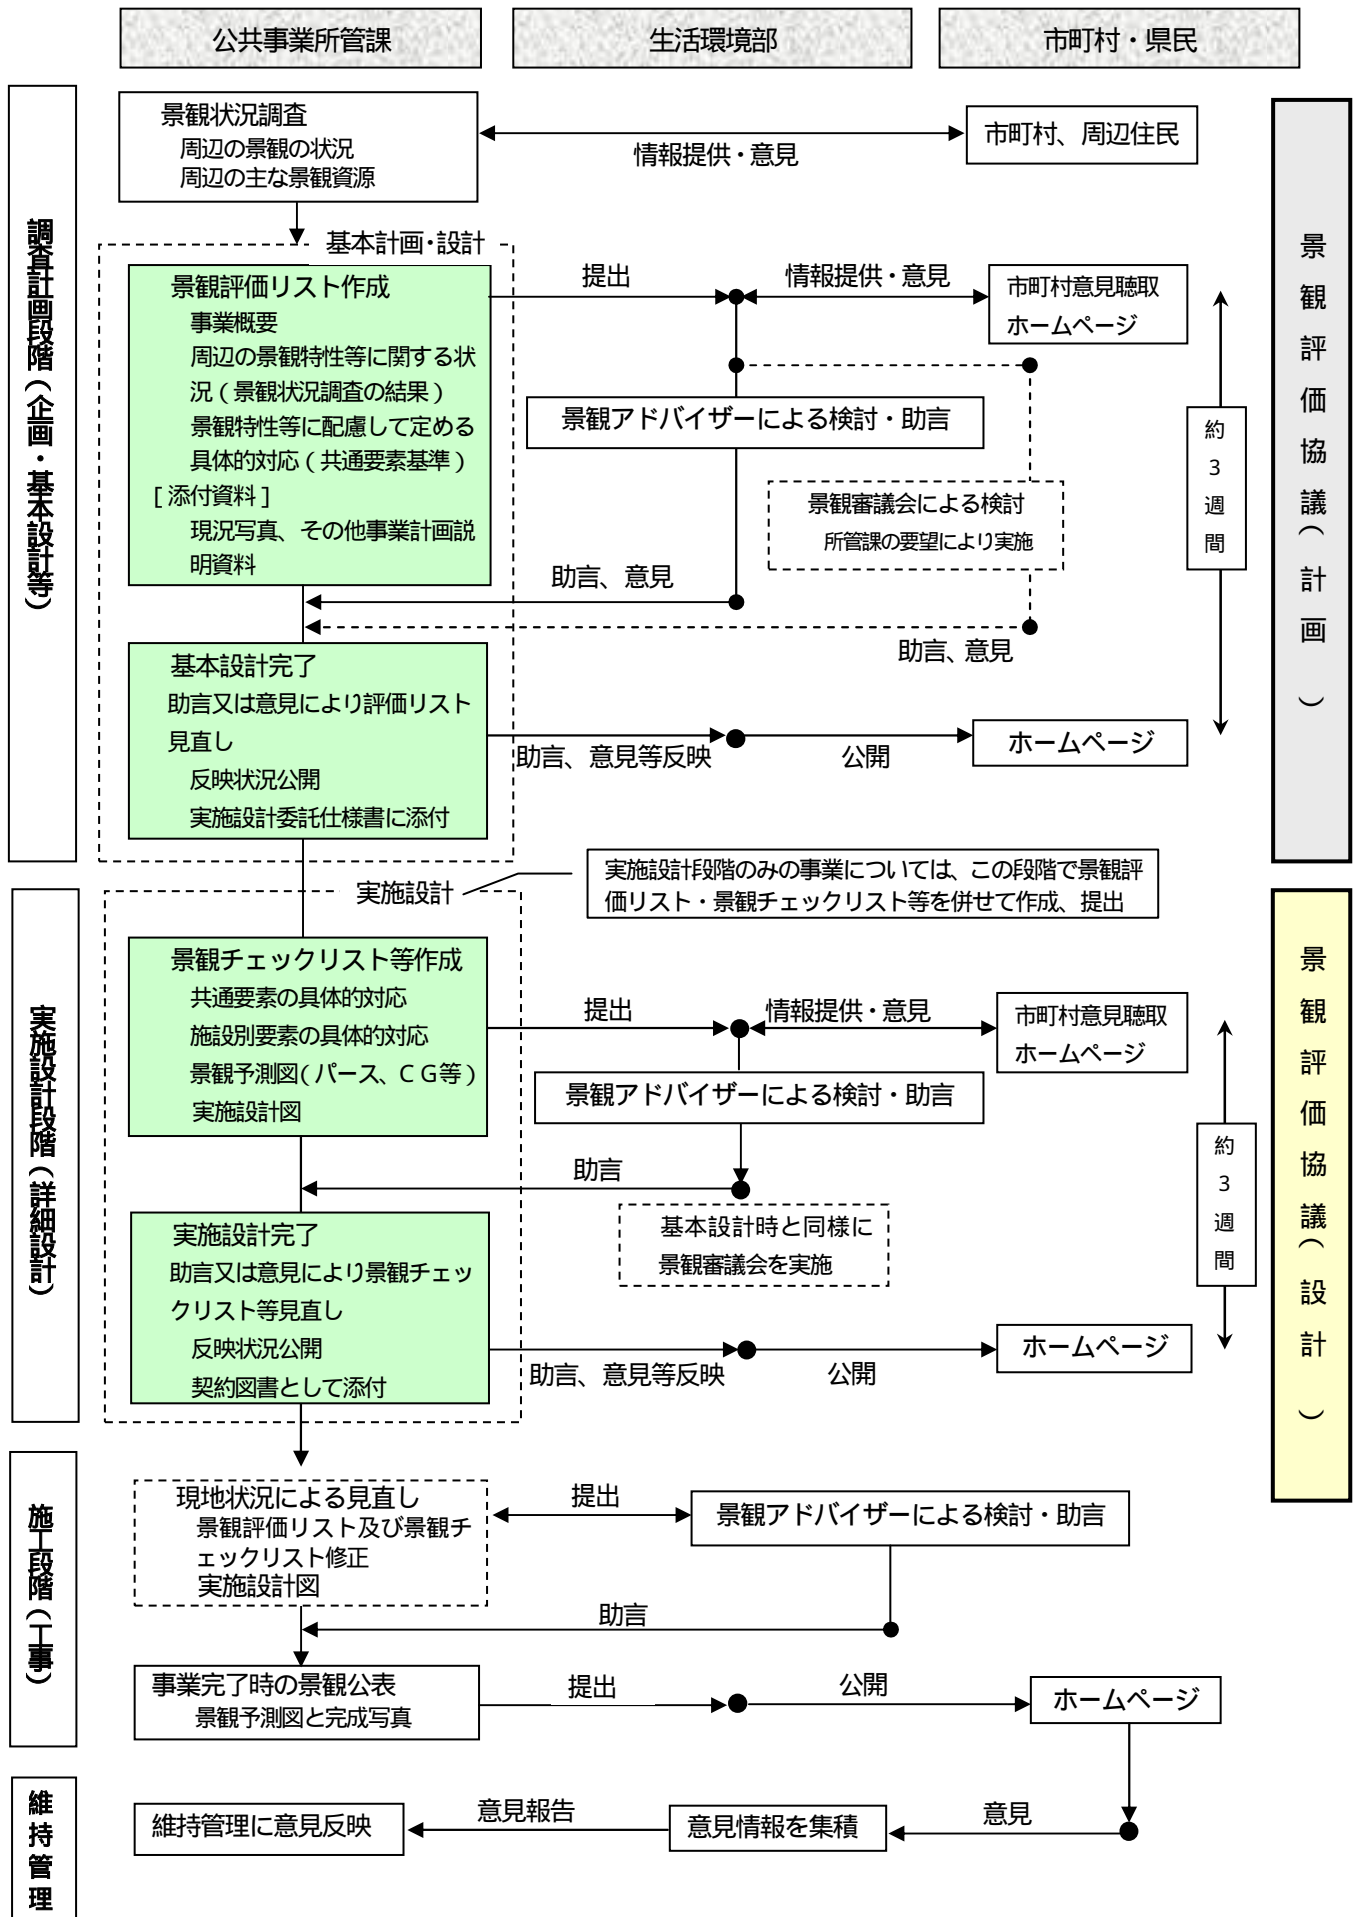 公共事業所管課
生活環境部
市町村・県民
調査計画段階(企画・基本設計等)
景観状況調査
周辺の景観の状況
周辺の主な景観資源
情報提供・意見
市町村、周辺住民
景観評価協議(計画)
基本計画・設計
景観評価リスト作成
事業概要
周辺の景観特性等に関する状
況(景観状況調査の結果)
景観特性等に配慮して定める
具体的対応(共通要素基準)
[添付資料]
現況写真、その他事業計画説
明資料
提出
情報提供・意見
市町村意見聴取
ホームページ
景観アドバイザーによる検討・助言
景観審議会による検討
所管課の要望により実施
約3週間
助言、意見
助言、意見
基本設計完了
助言又は意見により評価リスト
見直し
反映状況公開
実施設計委託仕様書に添付
助言、意見等反映
公開
ホームページ
実施設計段階(詳細設計)
実施設計
実施設計段階のみの事業については、この段階で景観評
価リスト・景観チェックリスト等を併せて作成、提出
景観評価協議(設計)
景観チェックリスト等作成
共通要素の具体的対応
施設別要素の具体的対応
景観予測図(パース、CG等)
実施設計図
提出
情報提供・意見
市町村意見聴取
ホームページ
景観アドバイザーによる検討・助言
約3週間
助言
基本設計時と同様に
景観審議会を実施
実施設計完了
助言又は意見により景観チェッ
クリスト等見直し
反映状況公開
契約図書として添付
助言、意見等反映
公開
ホームページ
施工段階(工事)
現地状況による見直し
景観評価リスト及び景観チ
ェックリスト修正
実施設計図
提出
景観アドバイザーによる検討・助言
助言
事業完了時の景観公表
景観予測図と完成写真
提出
公開
ホームページ
維持管理
維持管理に意見反映
意見報告
意見情報を集積
意見